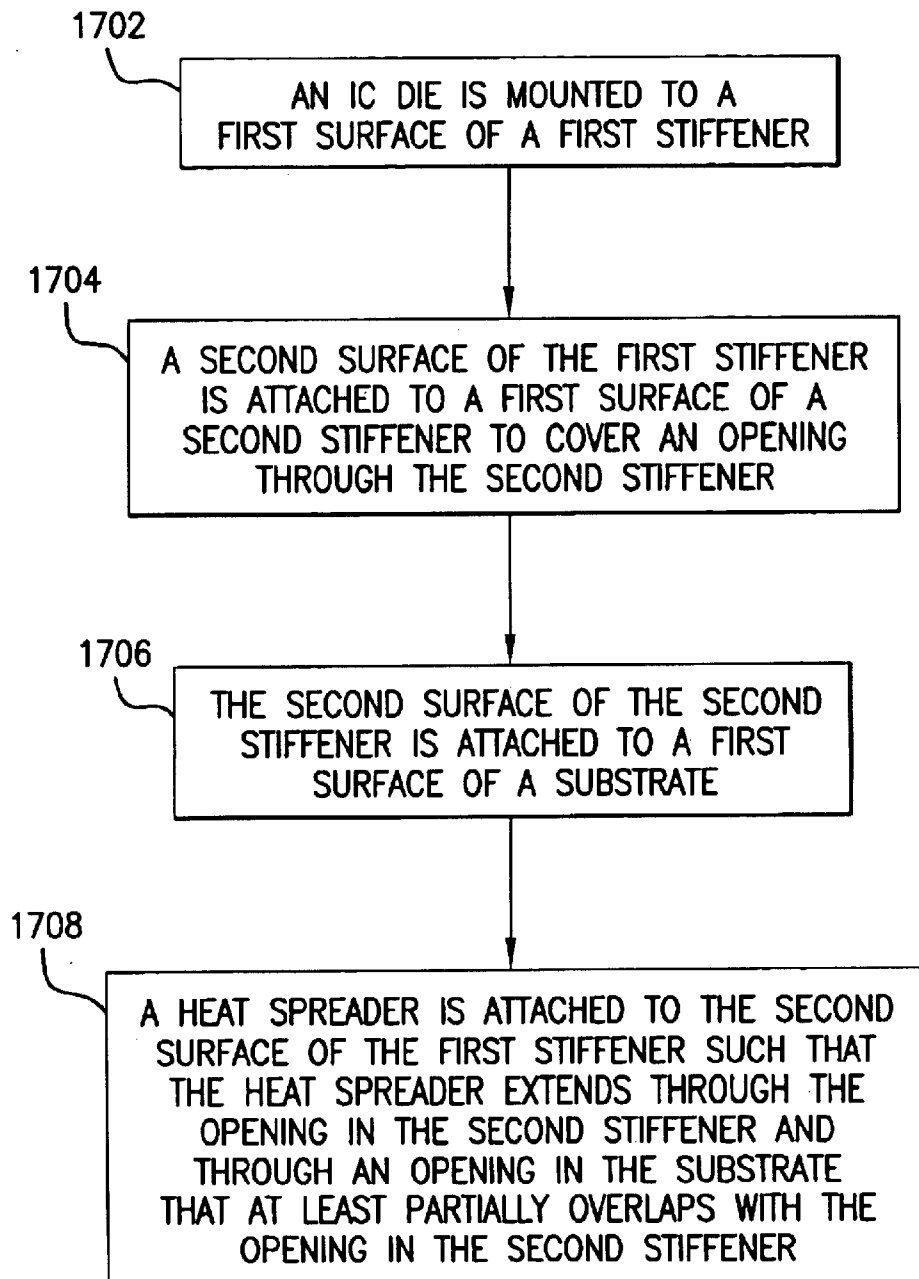 1702
AN IC DIE IS MOUNTED TO A
FIRST SURFACE OF A FIRST STIFFENER
1704
A SECOND SURFACE OF THE FIRST STIFFENER
IS ATTACHED TO A FIRST SURFACE OF A
SECOND STIFFENER TO COVER AN OPENING
THROUGH THE SECOND STIFFENER
1706
THE SECOND SURFACE OF THE SECOND
STIFFENER IS ATTACHED TO A FIRST
SURFACE OF A SUBSTRATE
1708
A HEAT SPREADER IS ATTACHED TO THE SECOND
SURFACE OF THE FIRST STIFFENER SUCH THAT
THE HEAT SPREADER EXTENDS THROUGH THE
OPENING IN THE SECOND STIFFENER AND
THROUGH AN OPENING IN THE SUBSTRATE
THAT AT LEAST PARTIALLY OVERLAPS WITH THE
OPENING IN THE SECOND STIFFENER